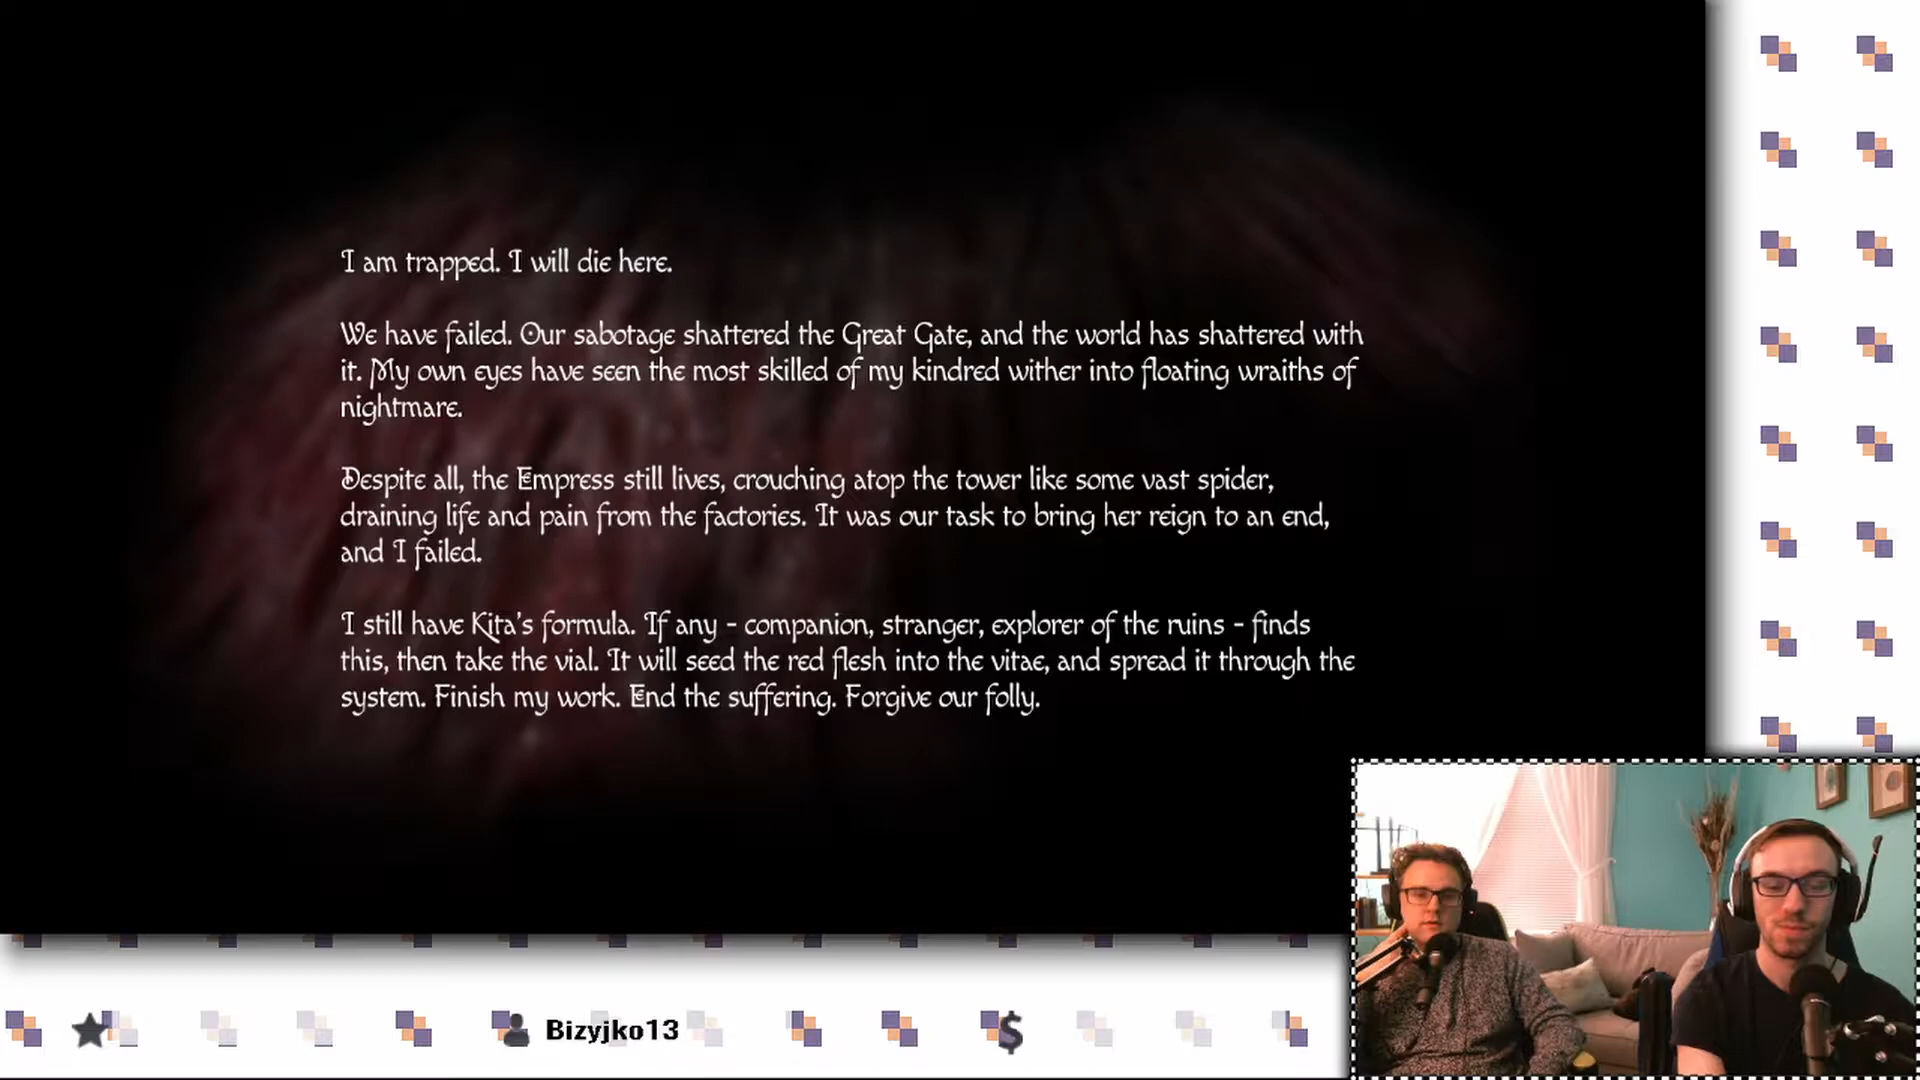 I am trapped. I will die here.
We have failed. Our sabotage shattered the Great Gate, and the world has shattered with
it. My own eyes have seen the most skilled of my kindred wither into floating wraiths of
nightmare.
Despite all, the Empress still lives, crouching atop the tower like some vast spider,
draining life and pain from the factories. It was our task to bring her reign to an end,
and I failed.
I still have Kita's formula. If any - companion, stranger, explorer of the ruins - finds
this, then take the vial. It will seed the red flesh into the vitae, and spread it through the
system. Finish my work. End the suffering. Forgive our folly.
Bizyjko13
$